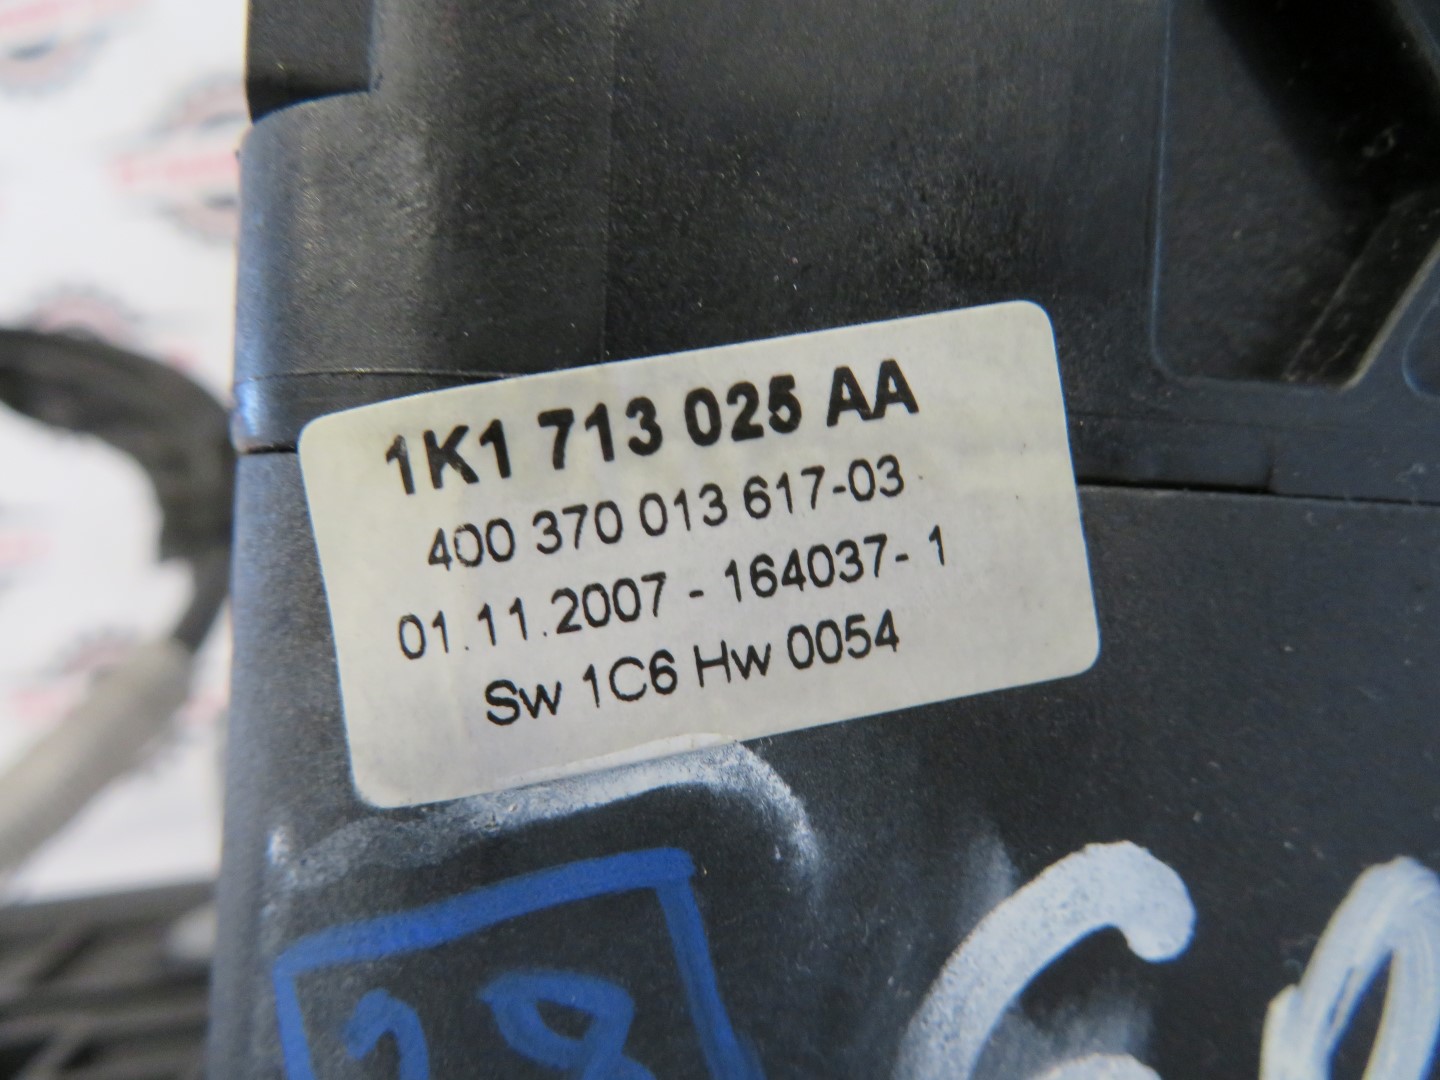 1K1 713 025 AA
400 370 013 617-03
01.11.2007 - 164037- 1
Sw 1C6 Hw 0054